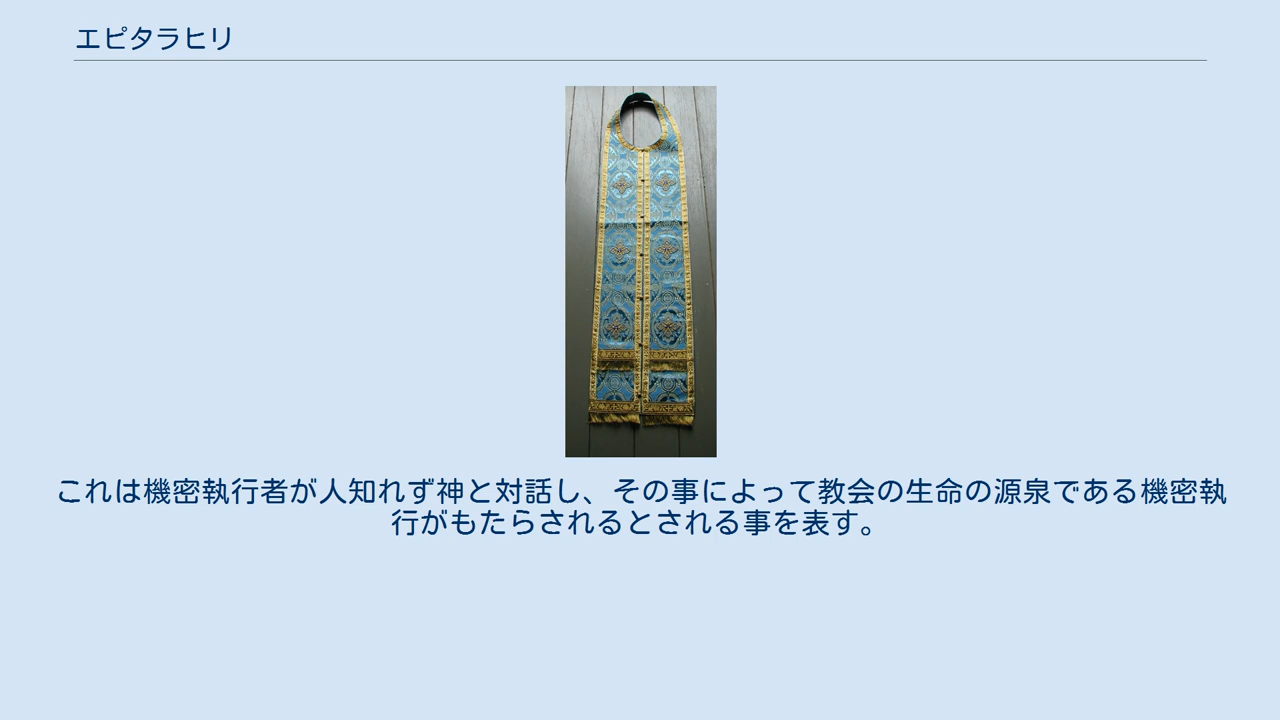 エピタラヒリ
これは機密執行者が人知れず神と対話し、その事によって教会の生命の源泉である機密執
行がもたらされるとされる事を表す。